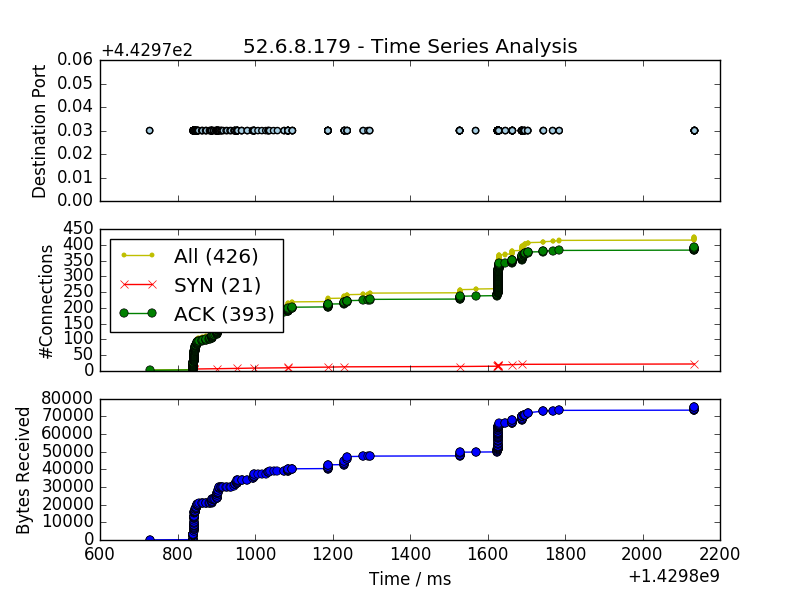 52.6.8.179 - Time Series Analysis
+4.4297e2
0.06
0.05
0.04
0.03
0.02
0.01
0.00
Destination Port
450
400
350
300
250
200
150
100
50
0
#Connections
All (426)
SYN (21)
ACK (393)
80000
70000
60000
50000
40000
30000
20000
10000
0
Bytes Received
600 800 1000 1200 1400 1600 1800 2000 2200
Time / ms
+1.4298e9